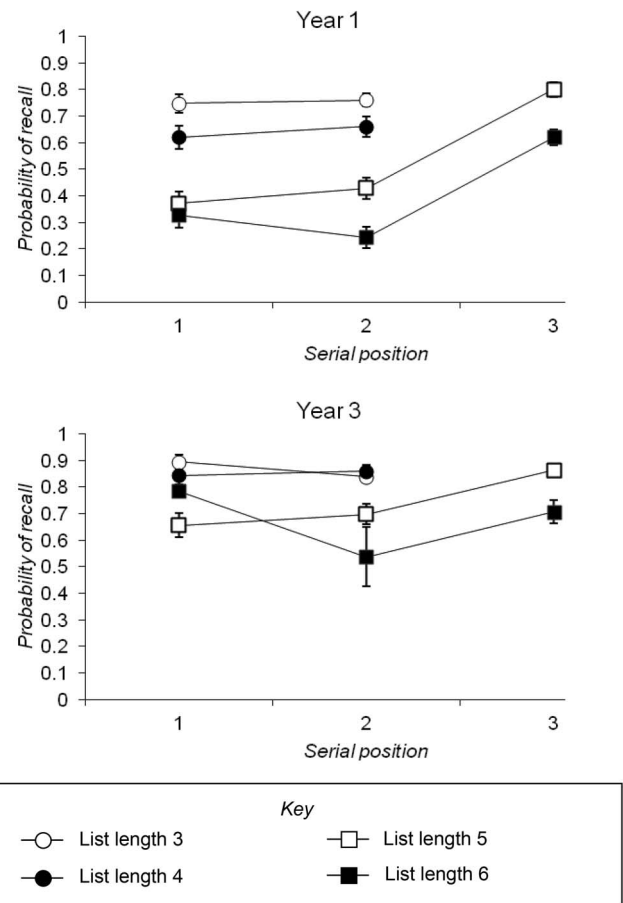 Year 1
Probability of recall
1
0.9
0.8
0.7
0.6
0.5
0.4
0.3
0.2
0.1
0
1 2 3
Serial position
Year 3
Probability of recall
1
0.9
0.8
0.7
0.6
0.5
0.4
0.3
0.2
0.1
0
1 2 3
Serial position
Key
List length 3 List length 5
List length 4 List length 6